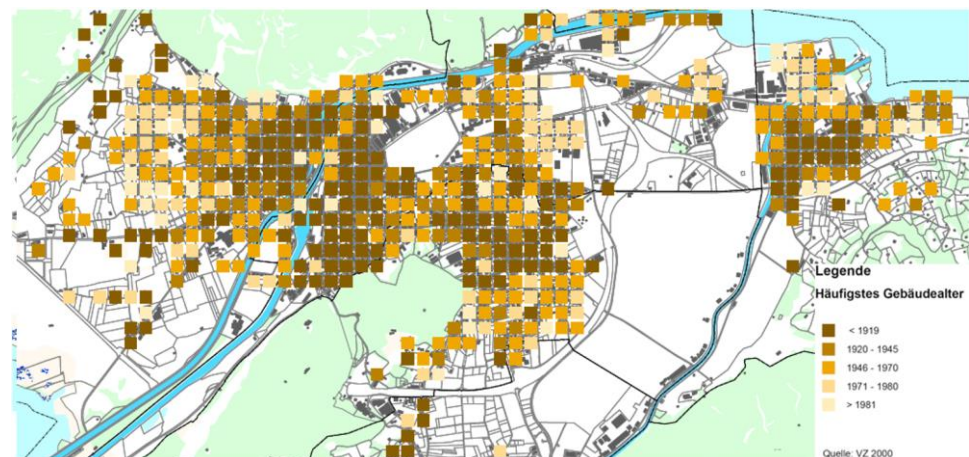 Legende
Häufigstes Gebäudealter
< 1919
1920 - 1945
1946 - 1970
1971 - 1980
> 1981
Quelle: VZ 2000